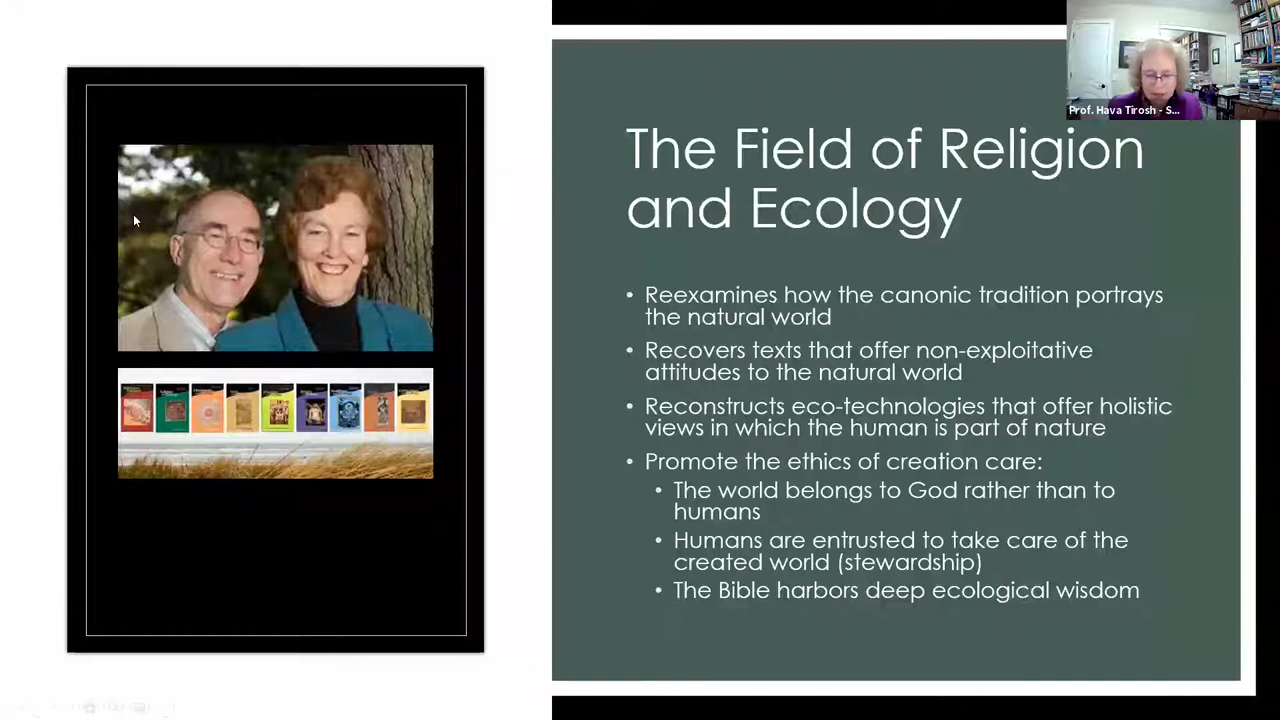 Prof. Hava Tirosh - S...
The Field of Religion
and Ecology
• Reexamines how the canonic tradition portrays
the natural world
• Recovers texts that offer non-exploitative
attitudes to the natural world
• Reconstructs eco-technologies that offer holistic
views in which the human is part of nature
• Promote the ethics of creation care:
• The world belongs to God rather than to
humans
• Humans are entrusted to take care of the
created world (stewardship)
• The Bible harbors deep ecological wisdom